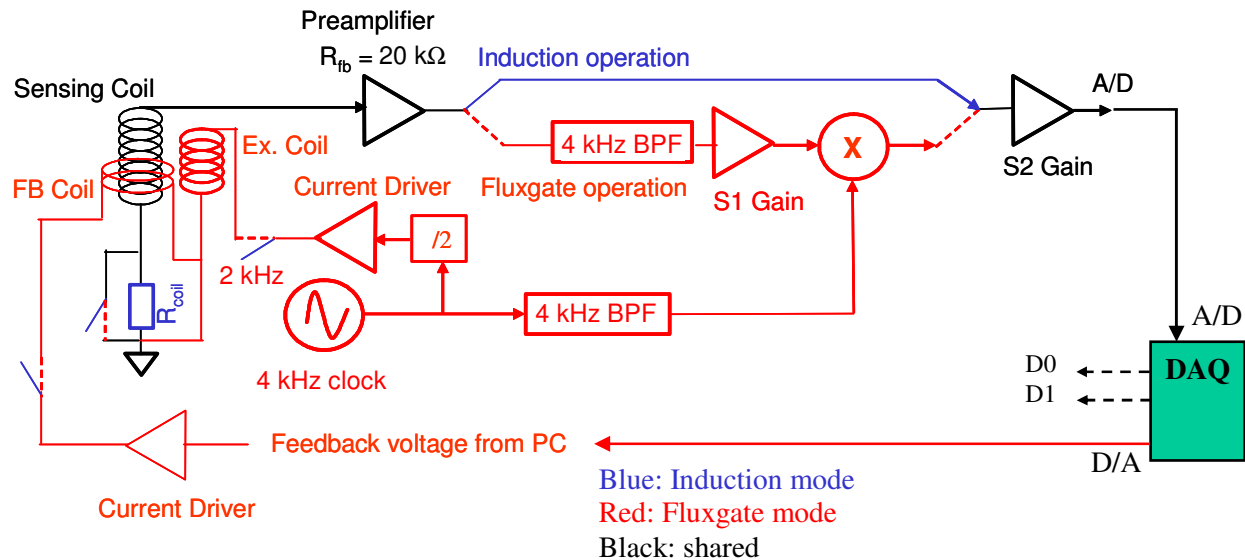 Preamplifier
R_fb = 20 kΩ
Induction operation
Sensing Coil
A/D
Ex. Coil
4 kHz BPF
X
S2 Gain
FB Coil
Current Driver
Fluxgate operation
S1 Gain
/2
2 kHz
R_coil
4 kHz BPF
A/D
4 kHz clock
D0
DAQ
D1
Feedback voltage from PC
D/A
Current Driver
Blue: Induction mode
Red: Fluxgate mode
Black: shared